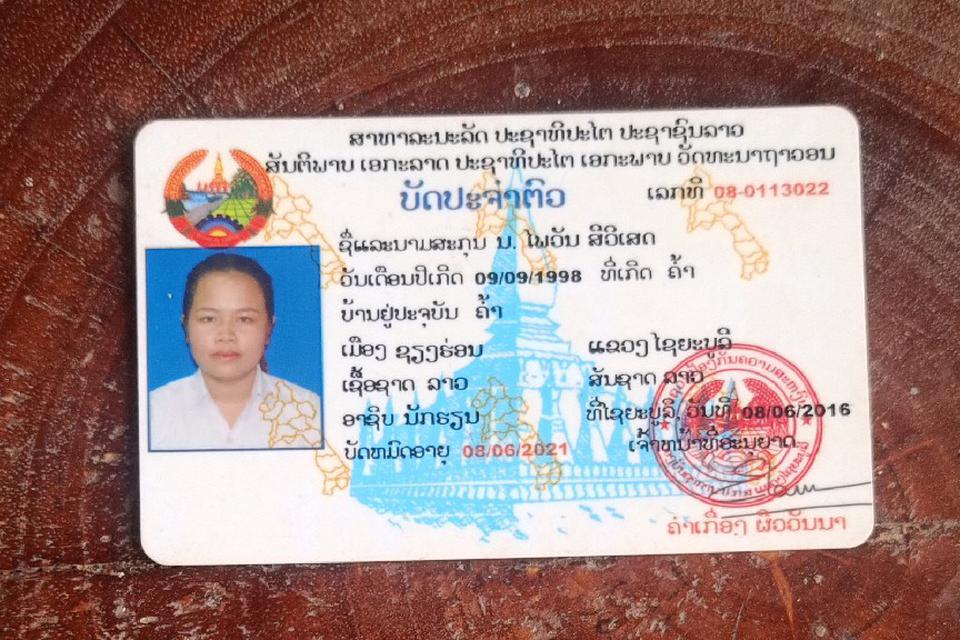 ສາທາລະນະລັດ ປະຊາທິປະໄຕ ປະຊາຊົນລາວ
ສັນຕິພາບ ເອກະລາດ ປະຊາທິປະໄຕ ເອກະພາບ ວັດທະນາຖາວອນ
ບັດປະຈຳຕົວ
ເລກທີ 08-0113022
ຊື່ແລະນາມສະກຸນ ນ. ໄພວັນ ສີວິເສດ
ວັນເດືອນປີເກີດ 09/09/1998 ທີ່ເກີດ ຄ້ຳ
ບ້ານຢູ່ປະຈຸບັນ ຄ້ຳ
ເມືອງ ຊຽງຮ່ອນ ແຂວງ ໄຊຍະບູລີ
ເຊື້ອຊາດ ລາວ ສັນຊາດ ລາວ
ອາຊິບ ນັກຮຽນ ທີ່ໄຊຍະບູລີ, ວັນທີ 08/06/2016
ບັດຫມົດອາຍຸ 08/06/2021 ເຈົ້າຫນ້າທີ່ອະນຸຍາດ
ຄຳເກື່ອງ ຜິວວັນນາ